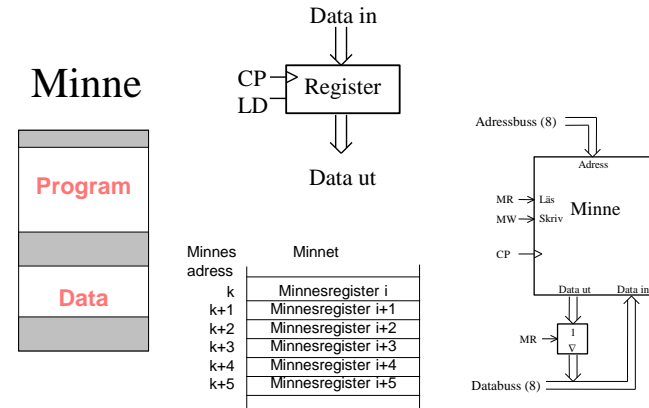 Minne
Program
Data
Data in
CP
LD
Register
Data ut
Minnes
adress
Minnet
k Minnesregister i
k+1 Minnesregister i+1
k+2 Minnesregister i+2
k+3 Minnesregister i+3
k+4 Minnesregister i+4
k+5 Minnesregister i+5
Adressbuss (8)
Adress
MR Läs
MW Skriv
Minne
CP
Data ut Data in
MR
1
∇
Databuss (8)